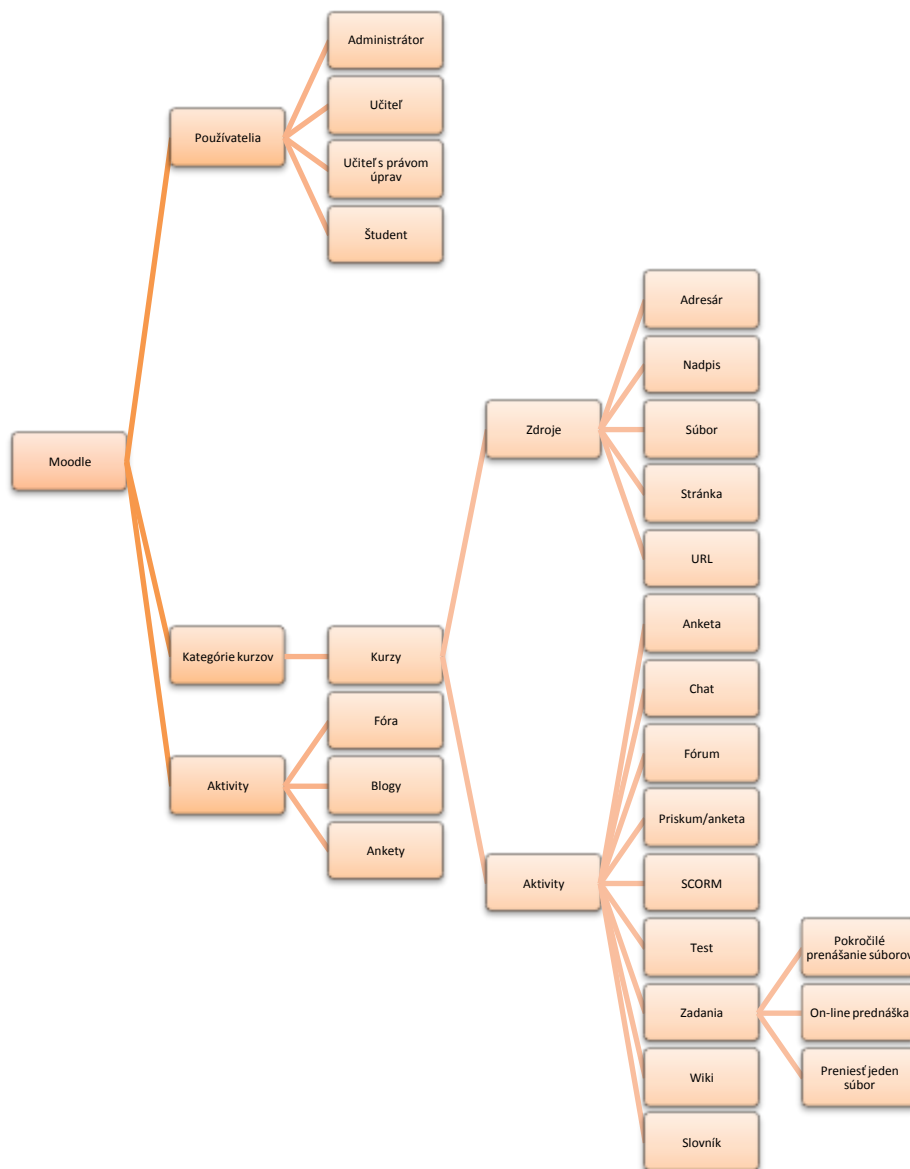 Administrátor
Učiteľ
Používatelia
Učiteľ s právom
úprav
Študent
Adresár
Nadpis
Zdroje
Súbor
Moodle
Stránka
URL
Anketa
Kategórie kurzov
Kurzy
Chat
Fóra
Fórum
Aktivity
Blogy
Priskum/anketa
Ankety
Aktivity
SCORM
Test
Pokročilé
prenášanie súborov
Zadania
On-line prednáška
Wiki
Preniesť jeden
súbor
Slovník